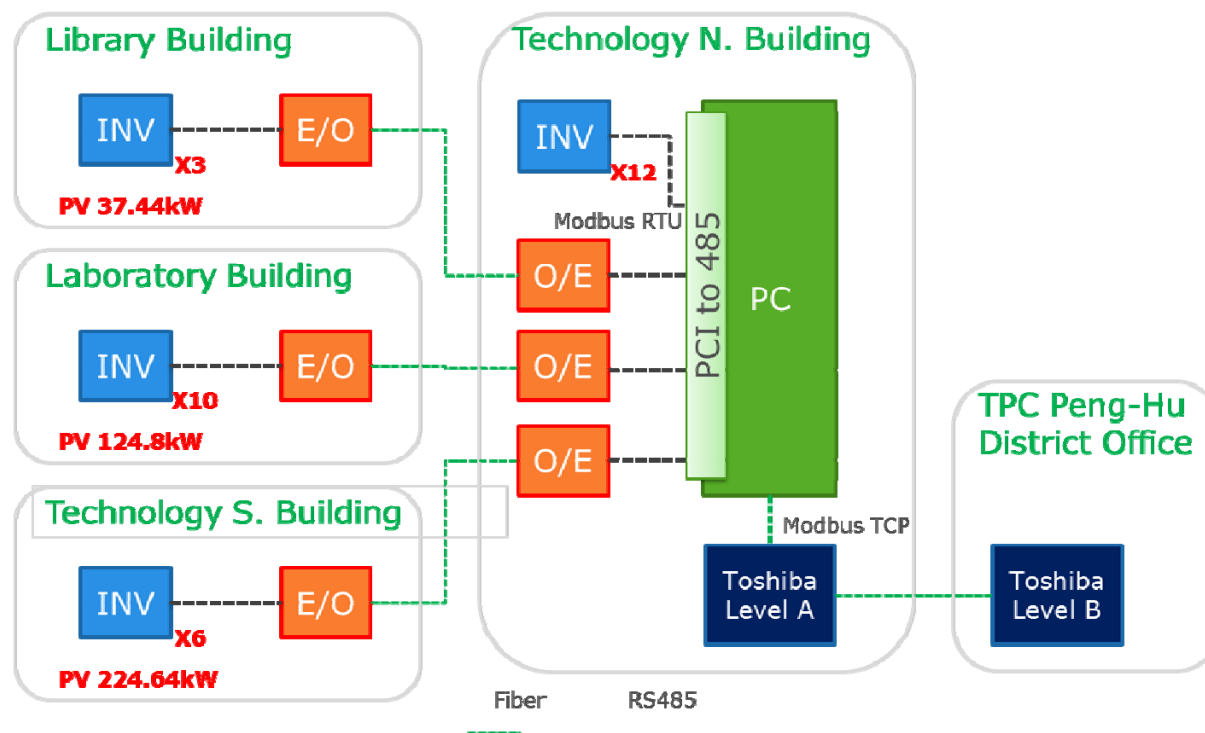 Library Building
INV
E/O
X3
PV 37.44kW
Laboratory Building
INV
E/O
X10
PV 124.8kW
Technology S. Building
INV
E/O
X6
PV 224.64kW
Technology N. Building
INV
X12
Modbus RTU
O/E
O/E
O/E
PCI to 485
PC
Modbus TCP
Toshiba
Level A
TPC Peng-Hu
District Office
Toshiba
Level B
Fiber
RS485